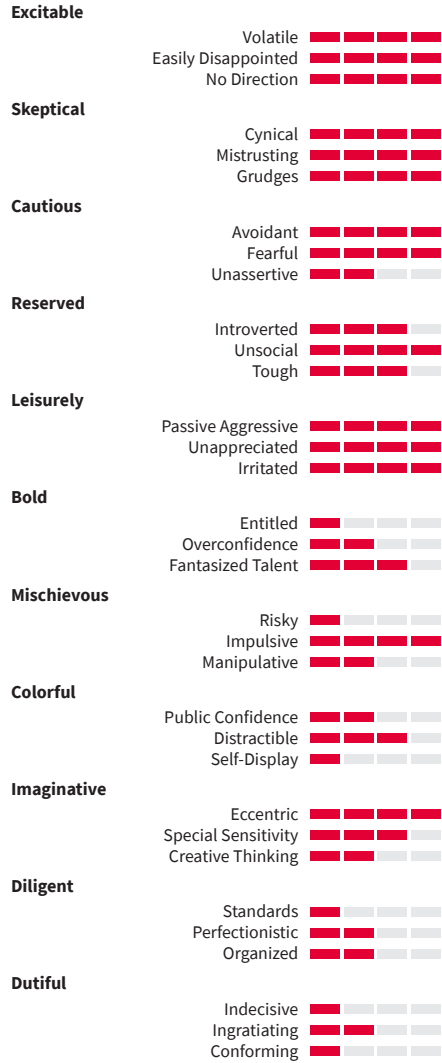 Excitable
Volatile
Easily Disappointed
No Direction
Skeptical
Cynical
Mistrusting
Grudges
Cautious
Avoidant
Fearful
Unassertive
Reserved
Introverted
Unsocial
Tough
Leisurely
Passive Aggressive
Unappreciated
Irritated
Bold
Entitled
Overconfidence
Fantasized Talent
Mischievous
Risky
Impulsive
Manipulative
Colorful
Public Confidence
Distractible
Self-Display
Imaginative
Eccentric
Special Sensitivity
Creative Thinking
Diligent
Standards
Perfectionistic
Organized
Dutiful
Indecisive
Ingratiating
Conforming